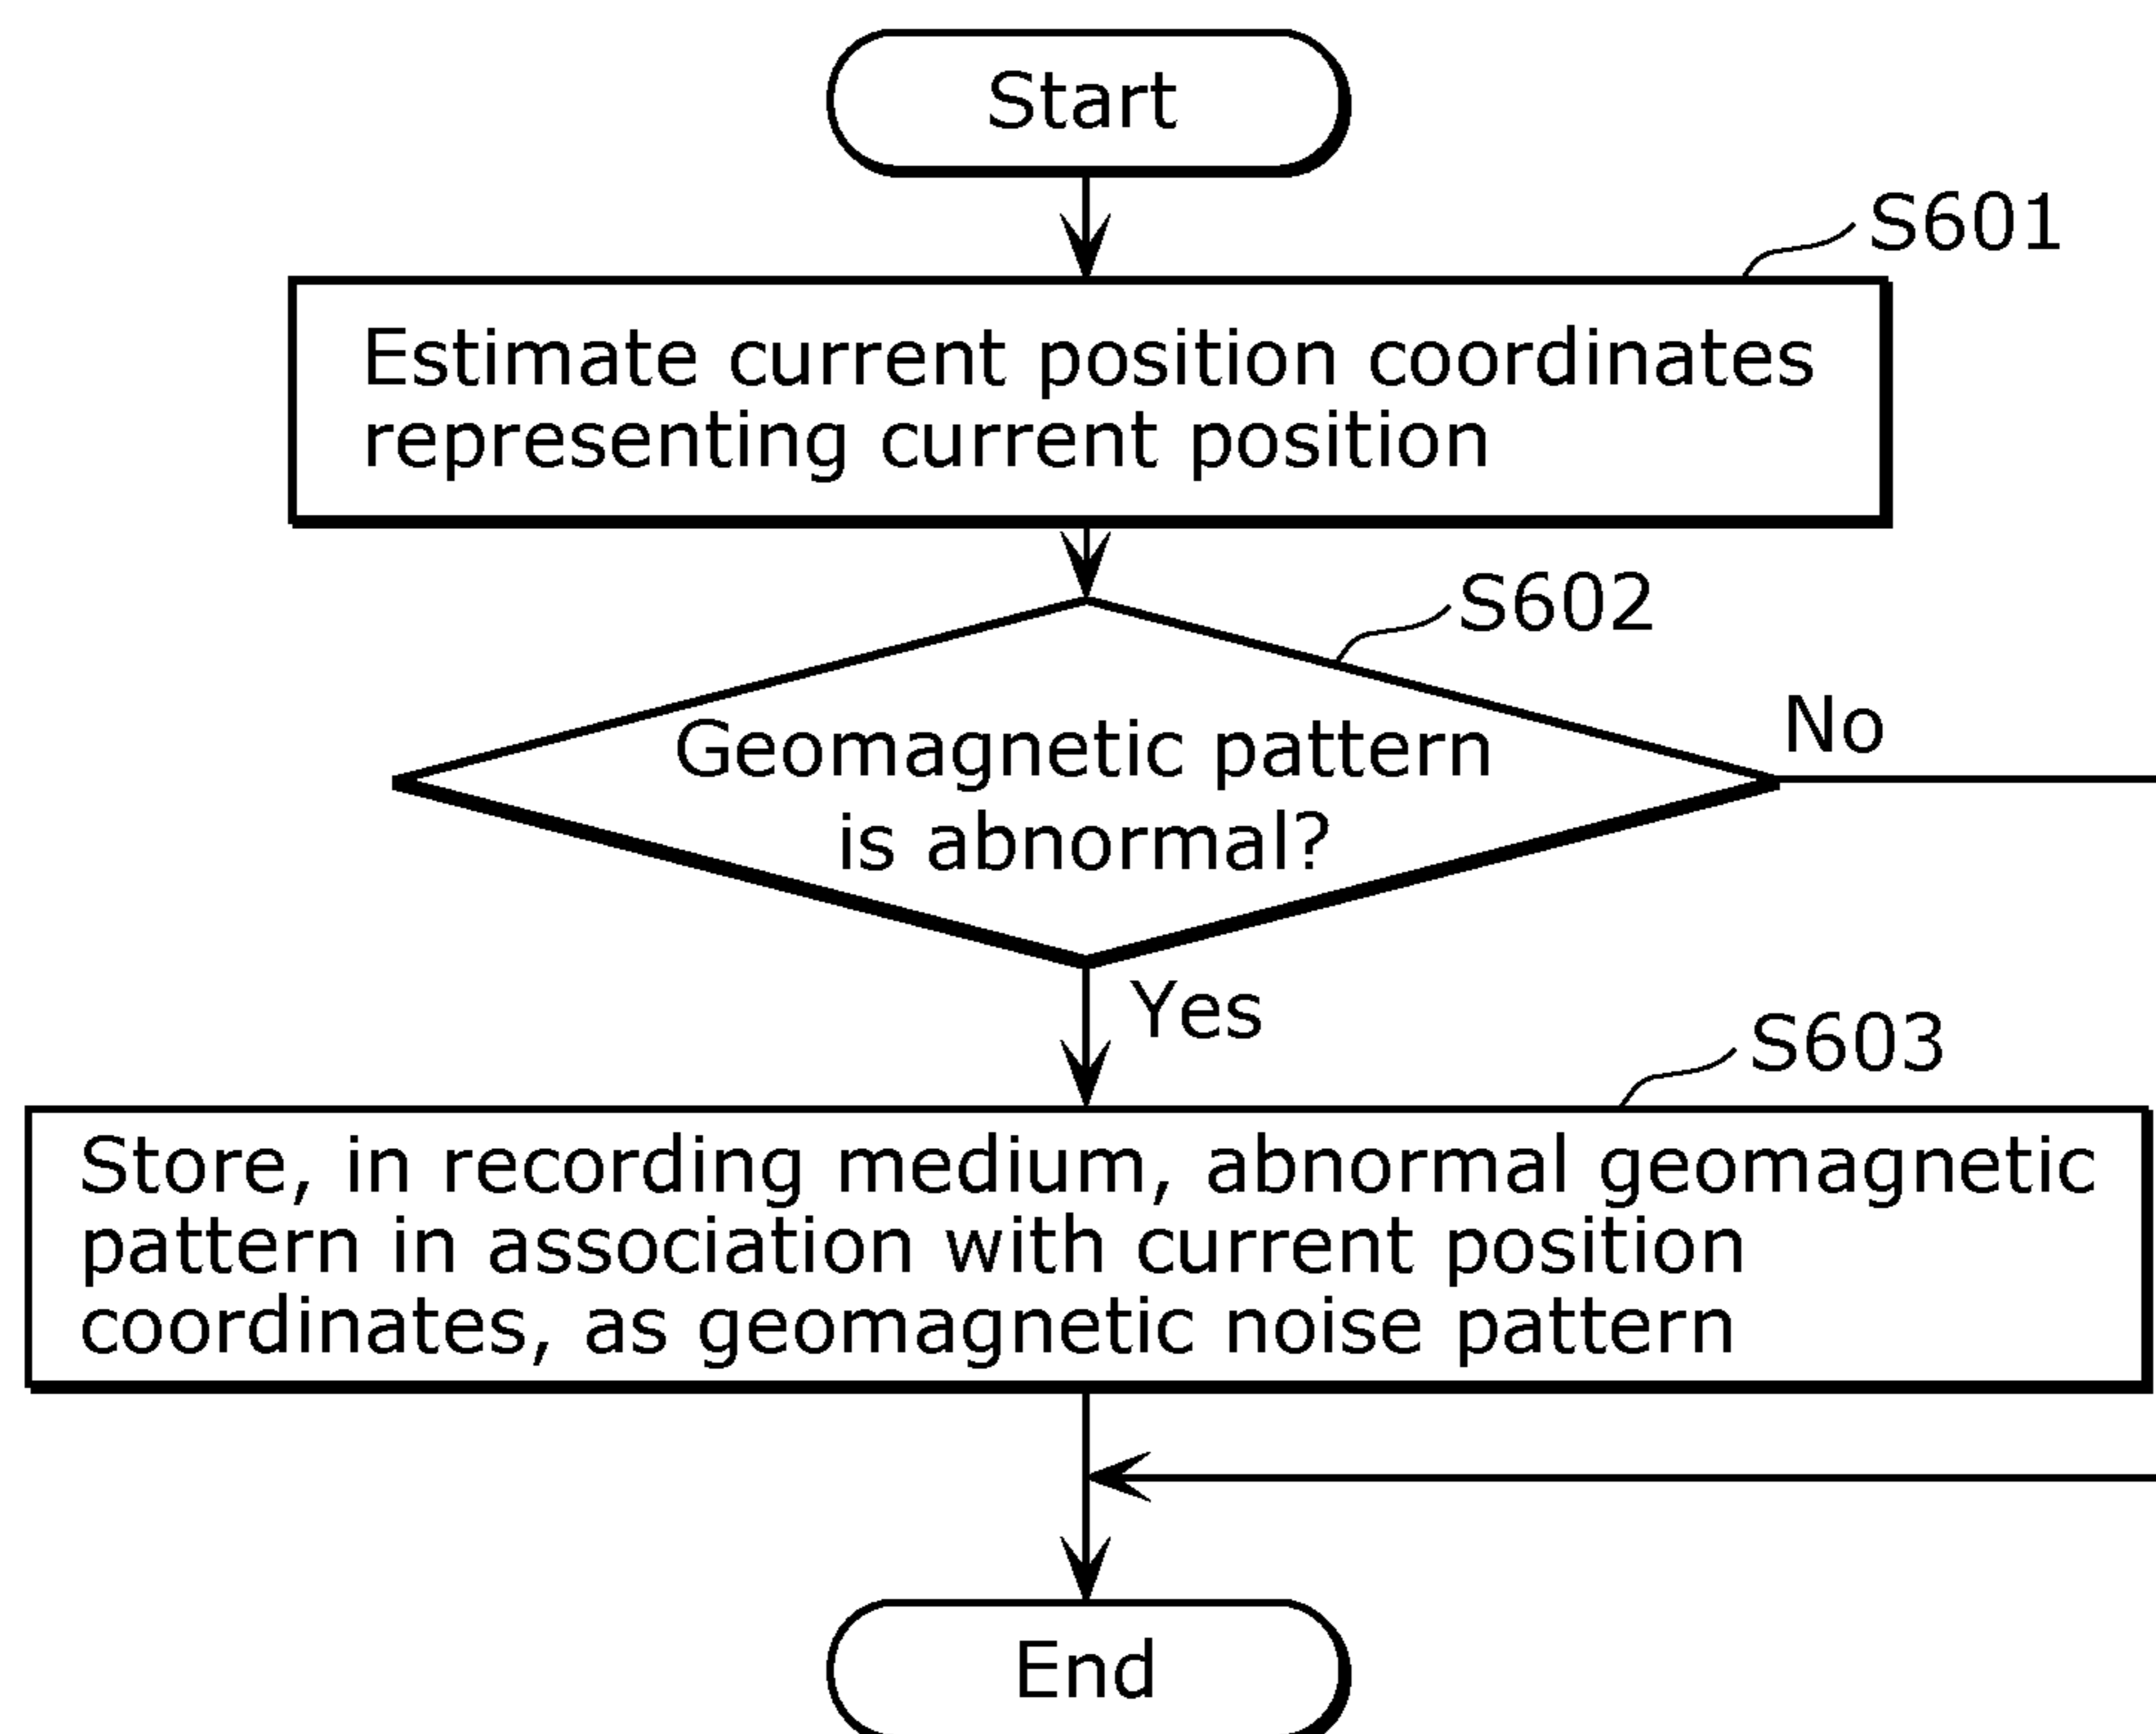 Start
S601
Estimate current position coordinates
representing current position
S602
No
Geomagnetic pattern
is abnormal?
Yes
S603
Store, in recording medium, abnormal geomagnetic
pattern in association with current position
coordinates, as geomagnetic noise pattern
End